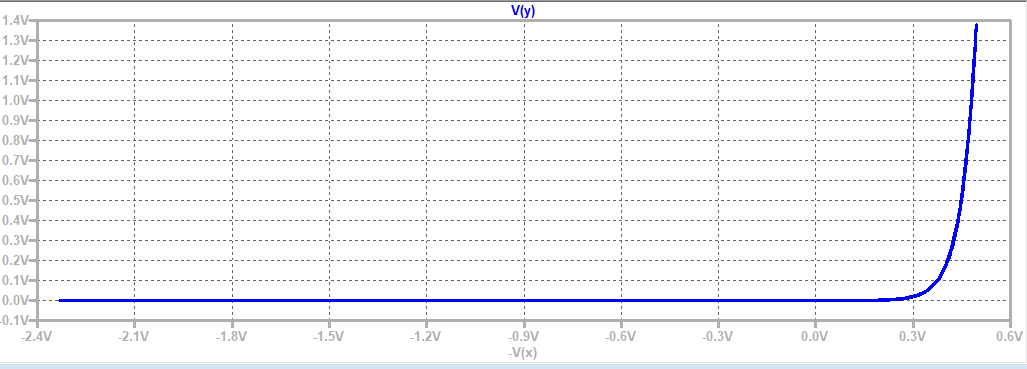 V(y)
1.4V
1.3V
1.2V
1.1V
1.0V
0.9V
0.8V
0.7V
0.6V
0.5V
0.4V
0.3V
0.2V
0.1V
0.0V
-0.1V
-2.4V -2.1V -1.8V -1.5V -1.2V -0.9V -0.6V -0.3V 0.0V 0.3V 0.6V
-V(x)